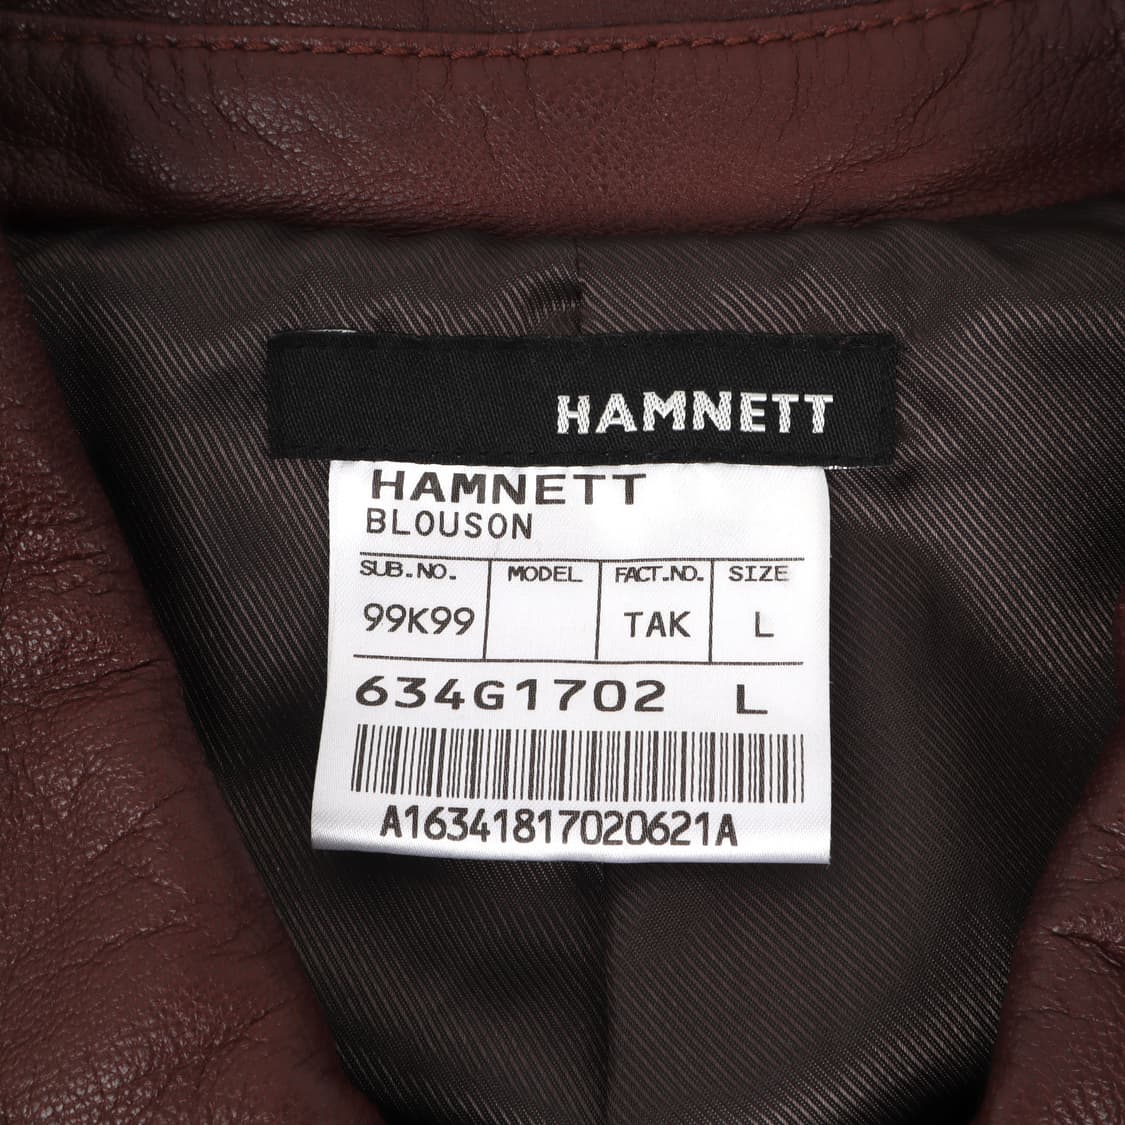 HAMNETT
HAMNETT
BLOUSON
SUB.NO. MODEL FACT.NO. SIZE
99K99 TAK L
634G1702 L
A16341817020621A